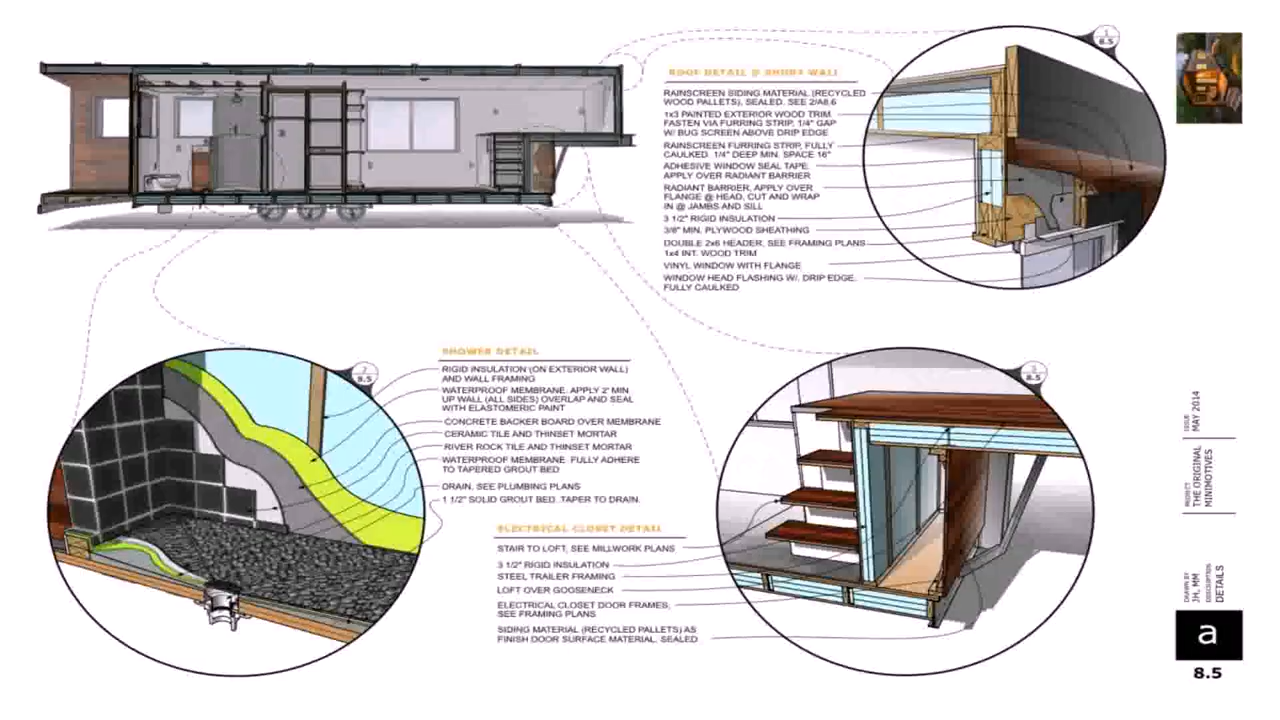 1
8.5
ROOF DETAIL @ SHORT WALL
RAINSCREEN SIDING MATERIAL (RECYCLED
WOOD PALLETS), SEALED. SEE 2/A8.6
1x3 PAINTED EXTERIOR WOOD TRIM.
FASTEN VIA FURRING STRIP, 1/4" GAP
W/ BUG SCREEN ABOVE DRIP EDGE
RAINSCREEN FURRING STRIP, FULLY
CAULKED. 1/4" DEEP MIN. SPACE 16"
ADHESIVE WINDOW SEAL TAPE.
APPLY OVER RADIANT BARRIER
RADIANT BARRIER, APPLY OVER
FLANGE @ HEAD, CUT AND WRAP
IN @ JAMBS AND SILL
3 1/2" RIGID INSULATION
3/8" MIN. PLYWOOD SHEATHING
DOUBLE 2x6 HEADER, SEE FRAMING PLANS
1x4 INT. WOOD TRIM
VINYL WINDOW WITH FLANGE
WINDOW HEAD FLASHING W/. DRIP EDGE.
FULLY CAULKED
2
8.5
SHOWER DETAIL
RIGID INSULATION (ON EXTERIOR WALL)
AND WALL FRAMING
WATERPROOF MEMBRANE. APPLY 2' MIN
UP WALL (ALL SIDES) OVERLAP AND SEAL
WITH ELASTOMERIC PAINT
CONCRETE BACKER BOARD OVER MEMBRANE
CERAMIC TILE AND THINSET MORTAR
RIVER ROCK TILE AND THINSET MORTAR
WATERPROOF MEMBRANE. FULLY ADHERE
TO TAPERED GROUT BED
DRAIN. SEE PLUMBING PLANS
1 1/2" SOLID GROUT BED. TAPER TO DRAIN.
3
8.5
ELECTRICAL CLOSET DETAIL
STAIR TO LOFT, SEE MILLWORK PLANS
3 1/2" RIGID INSULATION
STEEL TRAILER FRAMING
LOFT OVER GOOSENECK
ELECTRICAL CLOSET DOOR FRAMES,
SEE FRAMING PLANS
SIDING MATERIAL (RECYCLED PALLETS) AS
FINISH DOOR SURFACE MATERIAL. SEALED
ISSUE
MAY 2014
PROJECT
THE ORIGINAL
MINIMOTIVES
DRAWN BY
JH, MM
DESCRIPTION
DETAILS
a
8.5